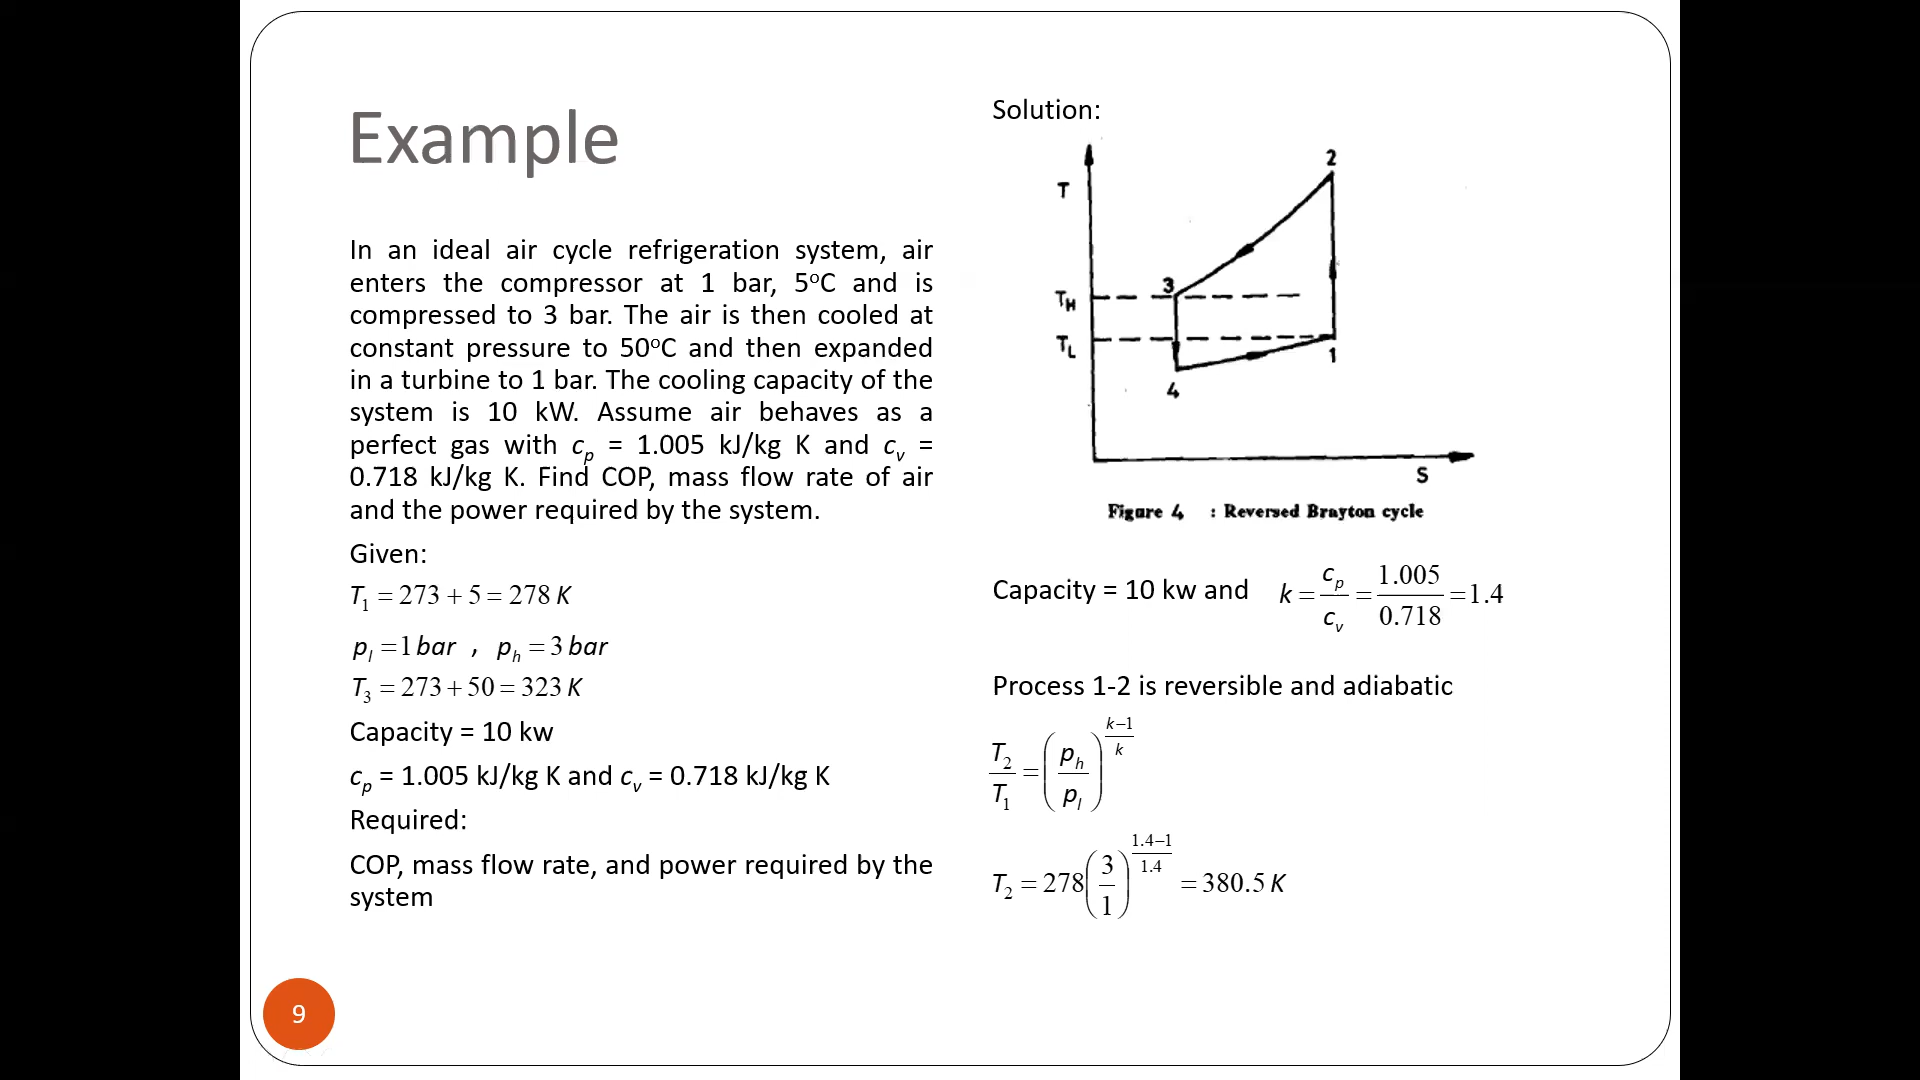 Example
In an ideal air cycle refrigeration system, air
enters the compressor at 1 bar, 5°C and is
compressed to 3 bar. The air is then cooled at
constant pressure to 50°C and then expanded
in a turbine to 1 bar. The cooling capacity of the
system is 10 kW. Assume air behaves as a
perfect gas with cₚ = 1.005 kJ/kg K and cᵥ =
0.718 kJ/kg K. Find COP, mass flow rate of air
and the power required by the system.
Given:
T₁ = 273 + 5 = 278 K
pₗ = 1 bar , pₕ = 3 bar
T₃ = 273 + 50 = 323 K
Capacity = 10 kw
cₚ = 1.005 kJ/kg K and cᵥ = 0.718 kJ/kg K
Required:
COP, mass flow rate, and power required by the
system
9
Solution:
T
2
3
T_H
T_L
1
4
S
Figure 4 : Reversed Brayton cycle
Capacity = 10 kw and k = cₚ/cᵥ = 1.005/0.718 = 1.4
Process 1-2 is reversible and adiabatic
T₂/T₁ = (pₕ/pₗ)^((k−1)/k)
T₂ = 278(3/1)^((1.4−1)/1.4) = 380.5 K